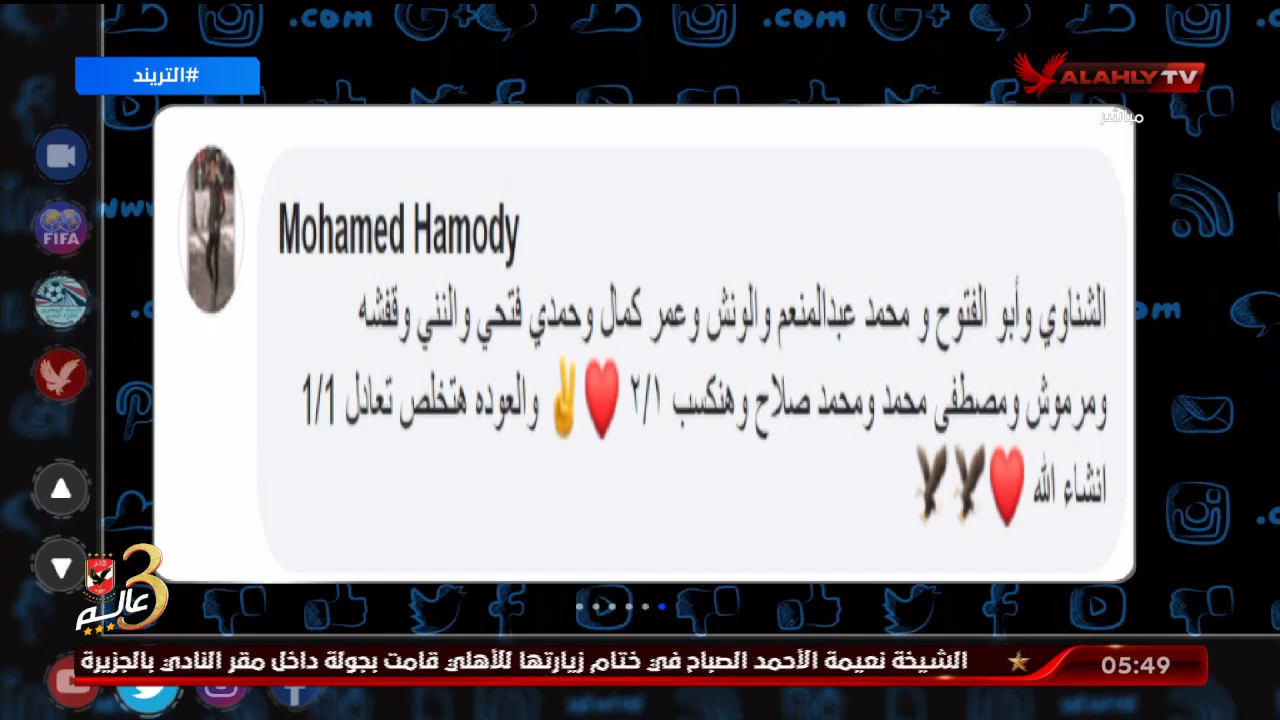 #التريند
ALAHLY TV
مباشر
FIFA
Mohamed Hamody
الشناوي وأبو الفتوح و محمد عبدالمنعم والونش وعمر كمال وحمدي فتحي والنني وقفشه
ومرموش ومصطفى محمد ومحمد صلاح وهنكسب ٢/١ ❤️✌️ والعوده هتخلص تعادل 1/1
انشاء الله ❤️🦅🦅
3
عالم
05:49
الشيخة نعيمة الأحمد الصباح في ختام زيارتها للأهلي قامت بجولة داخل مقر النادي بالجزيرة